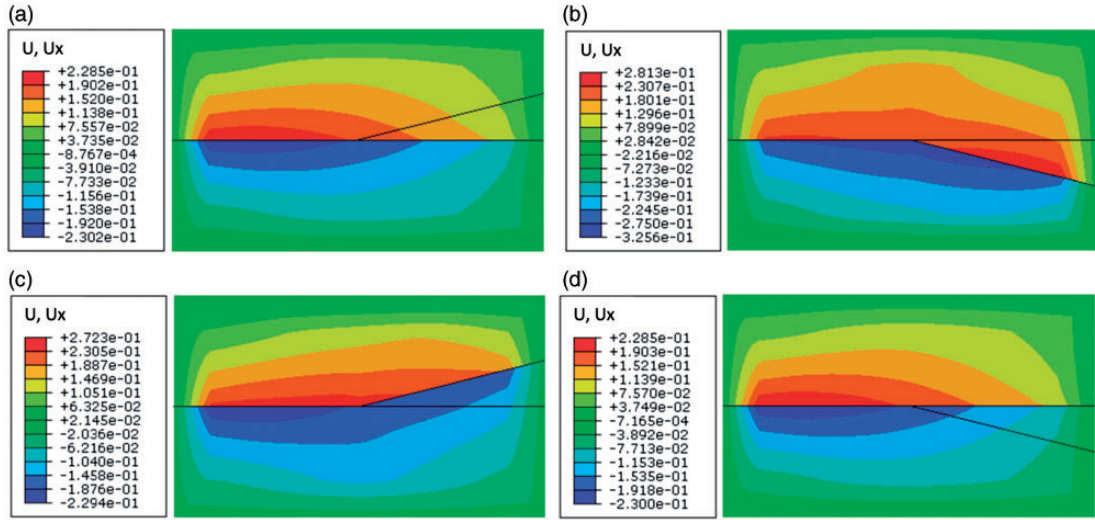 (a)
U, Ux
+2.285e-01
+1.902e-01
+1.520e-01
+1.138e-01
+7.557e-02
+3.735e-02
-8.767e-04
-3.910e-02
-7.733e-02
-1.156e-01
-1.538e-01
-1.920e-01
-2.302e-01
(b)
U, Ux
+2.813e-01
+2.307e-01
+1.801e-01
+1.296e-01
+7.899e-02
+2.842e-02
-2.216e-02
-7.273e-02
-1.233e-01
-1.739e-01
-2.245e-01
-2.750e-01
-3.256e-01
(c)
U, Ux
+2.723e-01
+2.305e-01
+1.887e-01
+1.469e-01
+1.051e-01
+6.325e-02
+2.145e-02
-2.036e-02
-6.216e-02
-1.040e-01
-1.458e-01
-1.876e-01
-2.294e-01
(d)
U, Ux
+2.285e-01
+1.903e-01
+1.521e-01
+1.139e-01
+7.570e-02
+3.749e-02
-7.165e-04
-3.892e-02
-7.713e-02
-1.153e-01
-1.535e-01
-1.918e-01
-2.300e-01